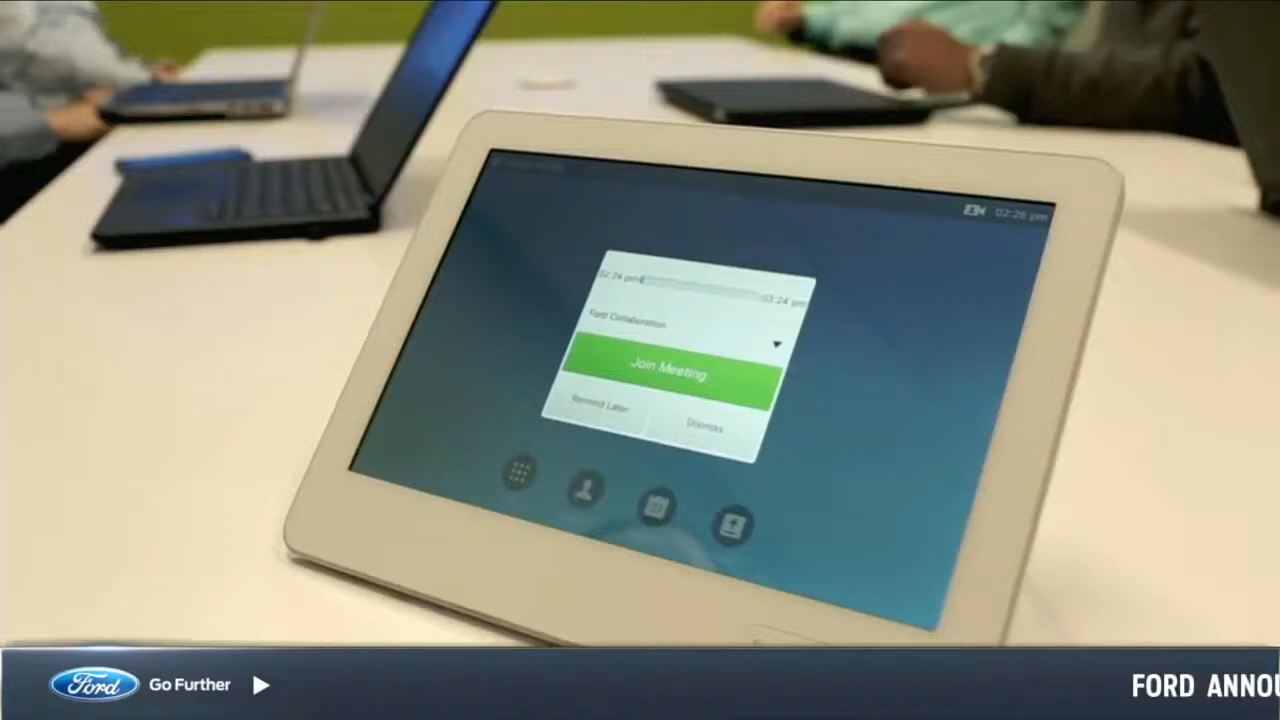 02:26 pm
02:24 pm
03:24 pm
Ford Collaboration
Join Meeting
Remind Later
Dismiss
Ford
Go Further
FORD ANNOU